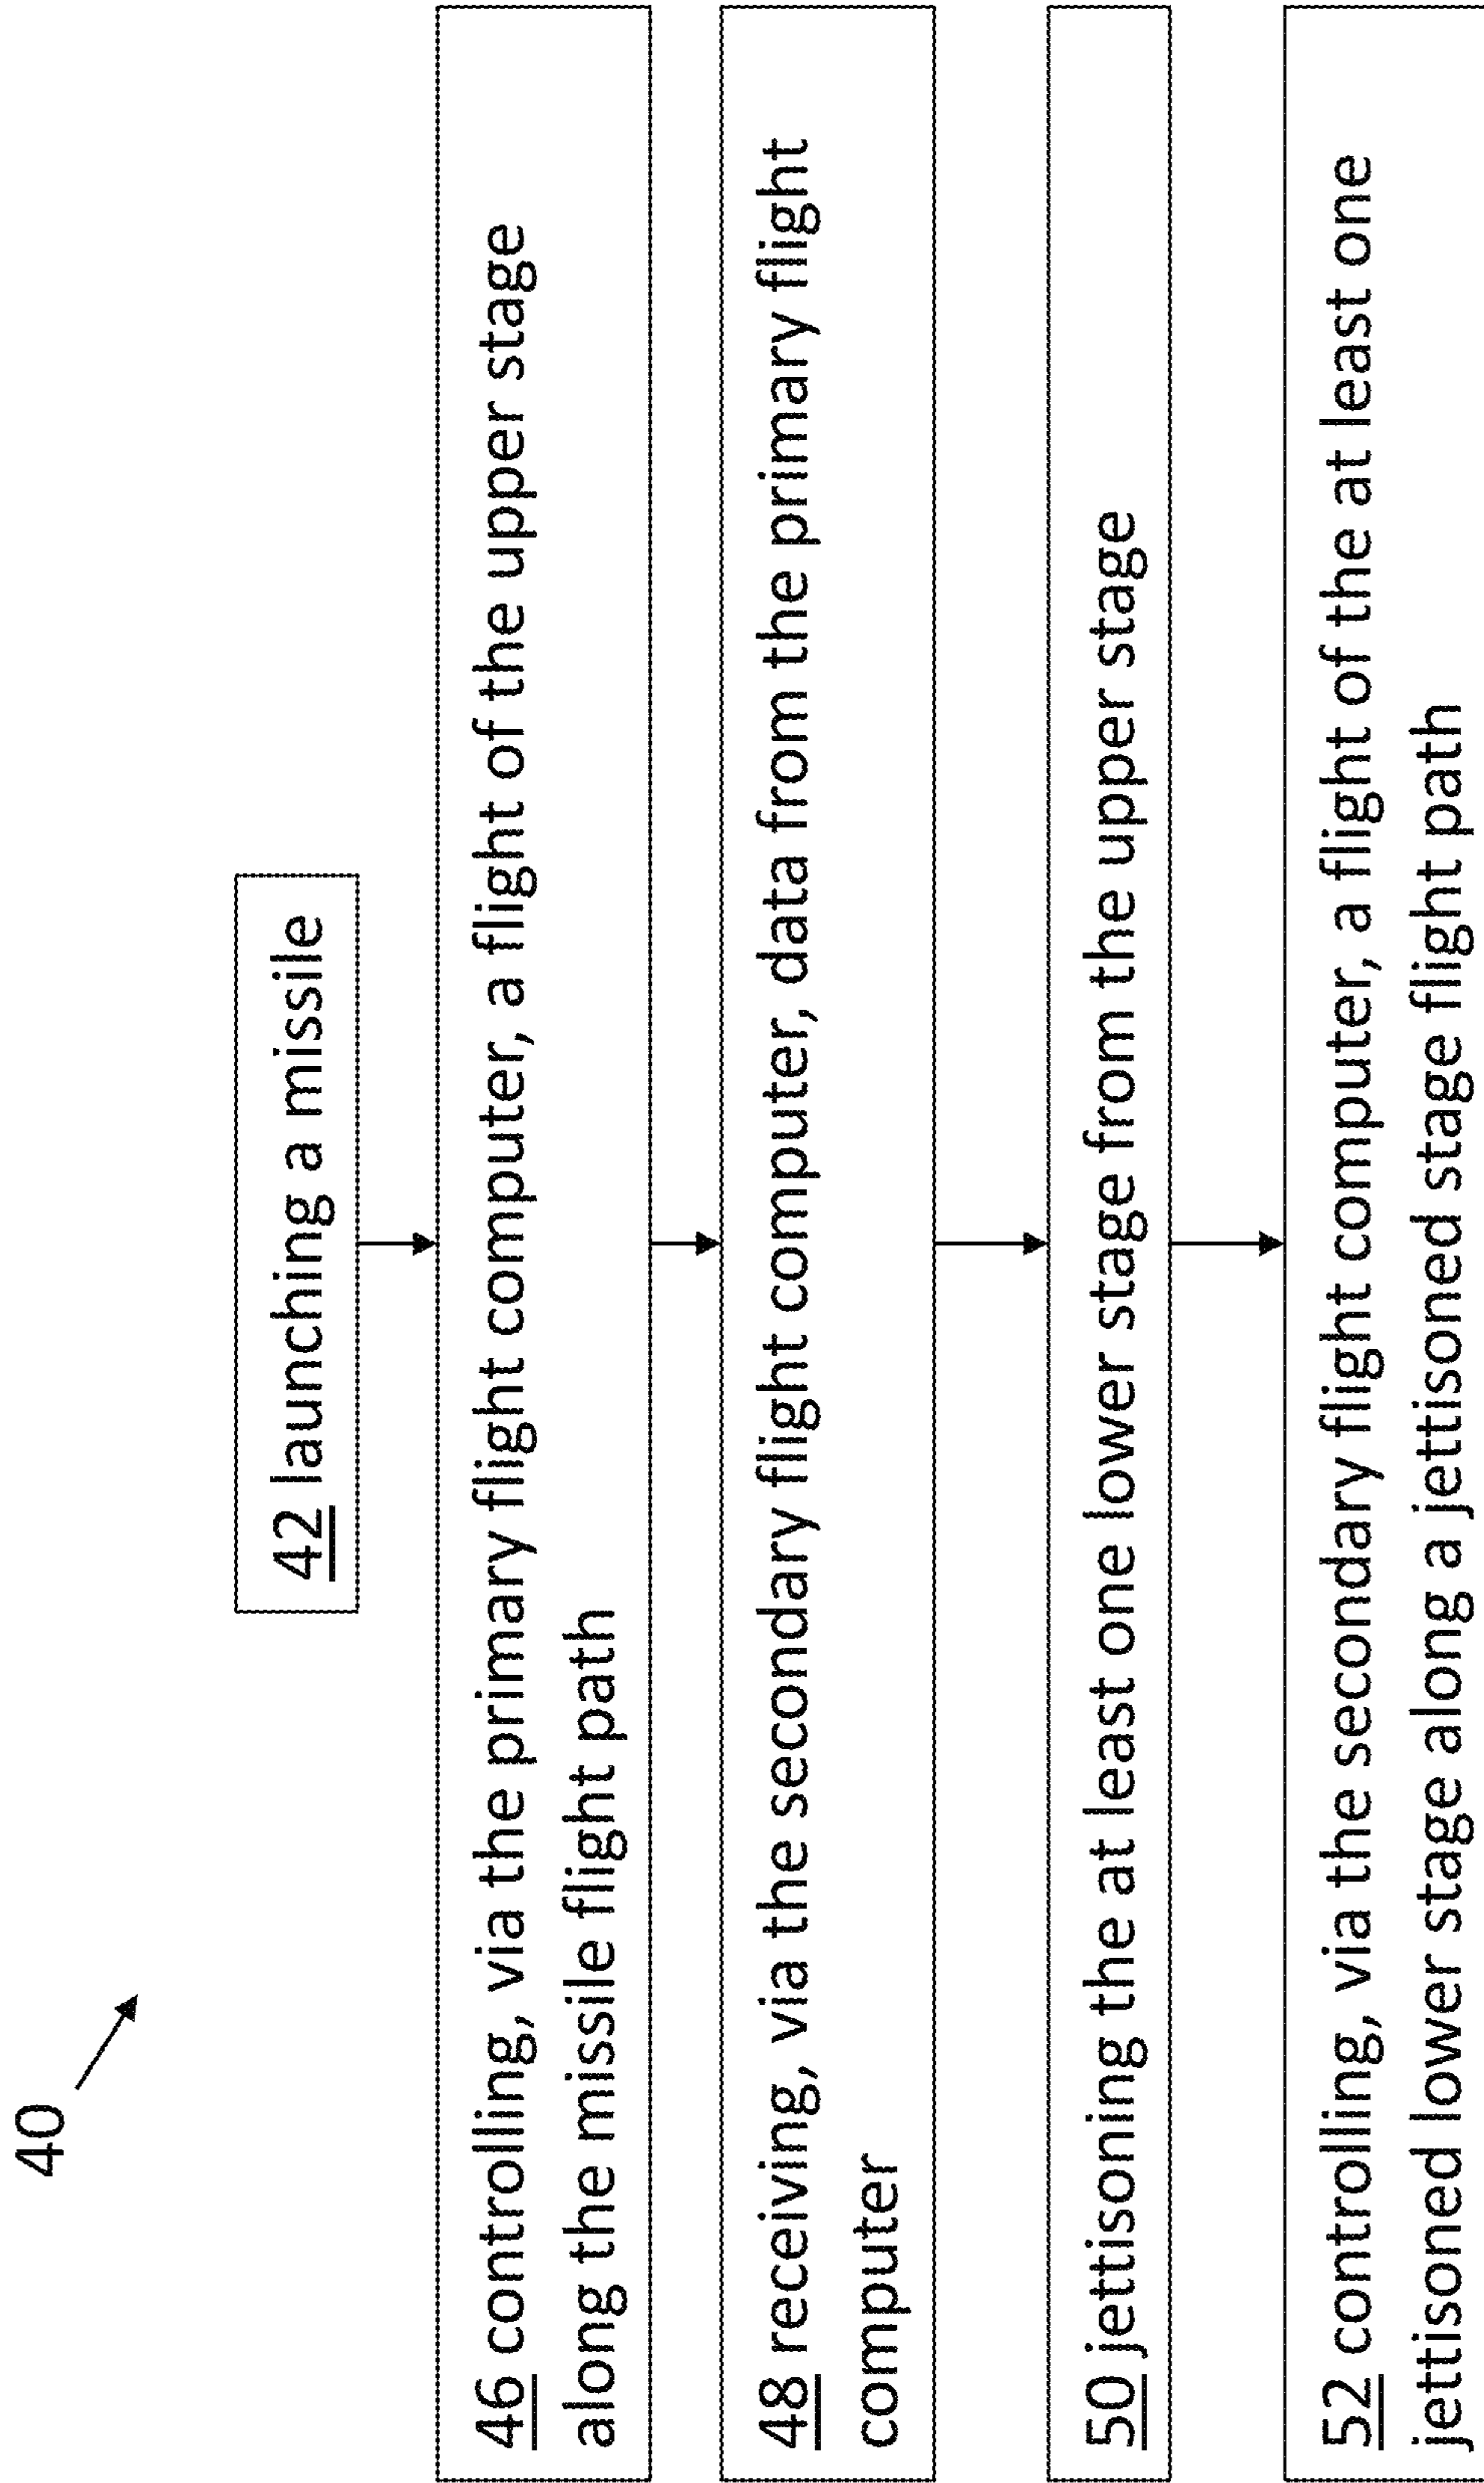 40
42 launching a missile
46 controlling, via the primary flight computer, a flight of the upper stage
along the missile flight path
48 receiving, via the secondary flight computer, data from the primary flight
computer
50 jettisoning the at least one lower stage from the upper stage
52 controlling, via the secondary flight computer, a flight of the at least one
jettisoned lower stage along a jettisoned stage flight path